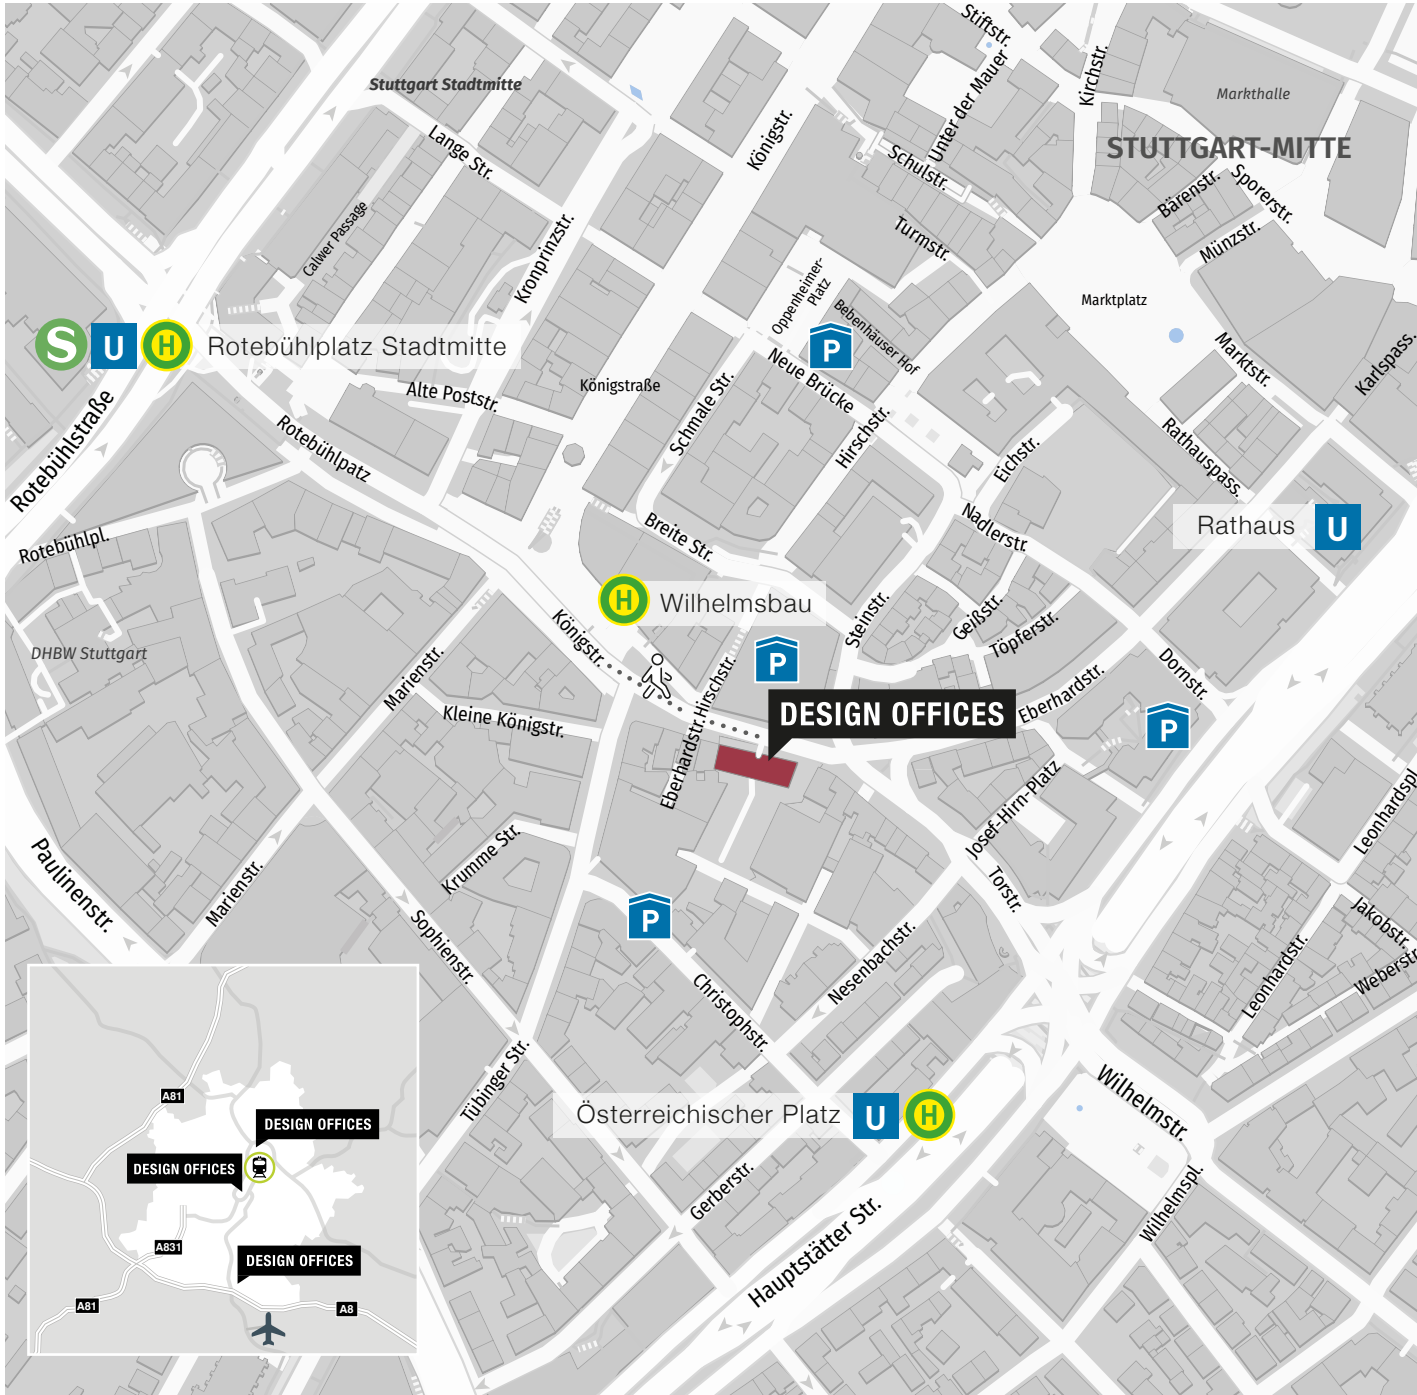 Stiftstr.
Stuttgart Stadtmitte
Kirchstr.
Markthalle
Unter der Mauer
Königstr.
Lange Str.
STUTTGART-MITTE
Schulstr.
Bärenstr.
Sporerstr.
Calwer Passage
Turmstr.
Münzstr.
Kronprinzstr.
Oppenheimer-
Platz
Marktplatz
Bebenhäuser Hof
S
U
H
Rotebühlplatz Stadtmitte
P
Marktstr.
Karlspass.
Neue Brücke
Königstraße
Alte Poststr.
Schmale Str.
Rotebühlstraße
Rotebühlpatz
Hirschstr.
Eichstr.
Rathauspass.
Rotebühlpl.
Breite Str.
Nadlerstr.
Rathaus
U
H
Wilhelmsbau
Königstr.
Steinstr.
Geißstr.
Töpferstr.
DHBW Stuttgart
Marienstr.
P
Hirschstr.
Eberhardstr.
Dornstr.
Kleine Königstr.
DESIGN OFFICES
Eberhardstr.
P
Josef-Hirn-Platz
Leonhardspl
Krumme Str.
Paulinenstr.
Marienstr.
Torstr.
P
Sophienstr.
Nesenbachstr.
Jakobstr.
Leonhardstr.
Weberstr
Christophstr.
Tübinger Str.
Wilhelmstr.
Österreichischer Platz
U
H
Gerberstr.
Wilhelmspl.
Hauptstätter Str.
A81
DESIGN OFFICES
DESIGN OFFICES
A831
DESIGN OFFICES
A81
A8